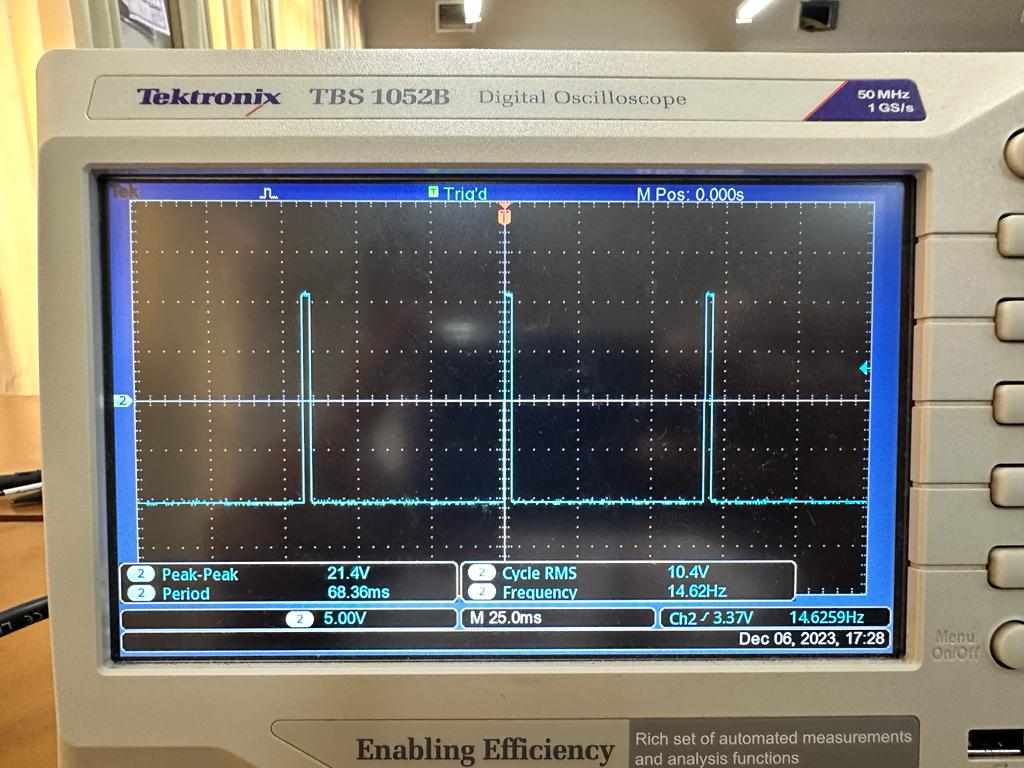 Tektronix TBS 1052B Digital Oscilloscope 50 MHz
1 GS/s
Tek T Trig'd M Pos: 0.000s
T
2
2 Peak-Peak 21.4V 2 Cycle RMS 10.4V
2 Period 68.36ms 2 Frequency 14.62Hz
2 5.00V M 25.0ms Ch2 3.37V 14.6259Hz
Dec 06, 2023, 17:28
Menu
On/Off
Enabling Efficiency
Rich set of automated measurements
and analysis functions